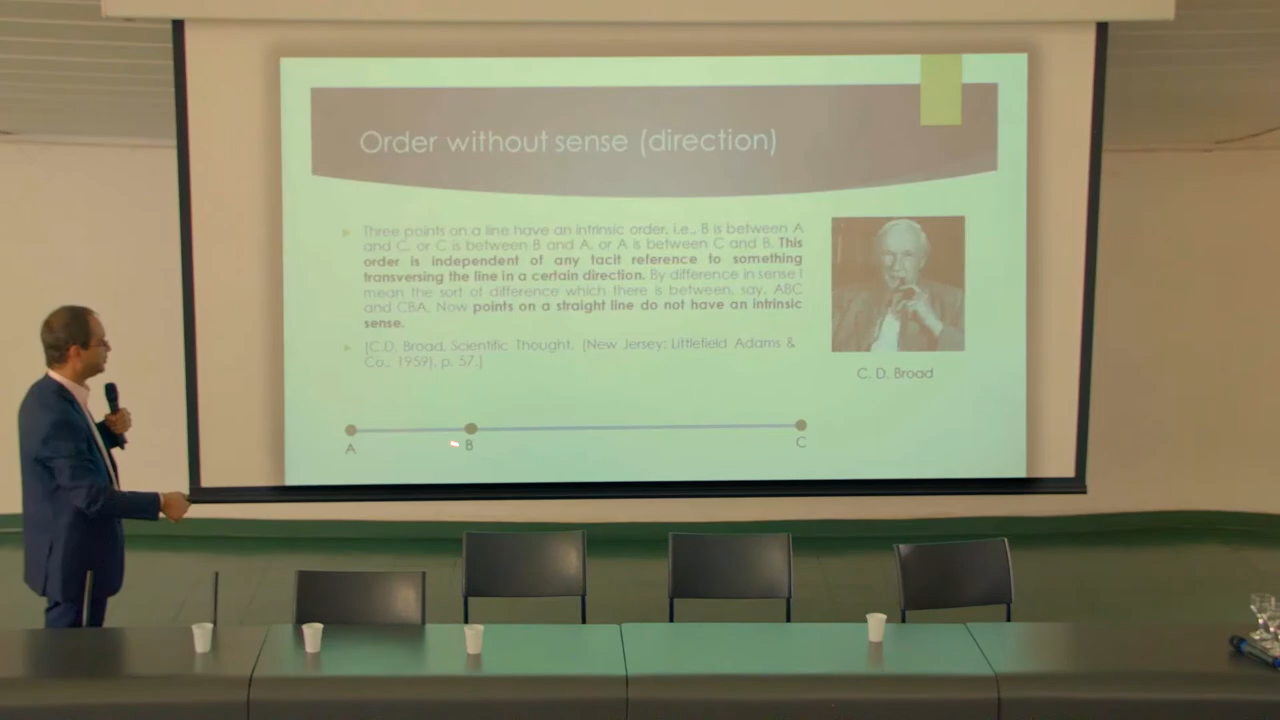 Order without sense (direction)
Three points on a line have an intrinsic order, i.e., B is between A
and C, or C is between B and A, or A is between C and B. This
order is independent of any tacit reference to something
transversing the line in a certain direction. By difference in sense I
mean the sort of difference which there is between, say, ABC
and CBA. Now points on a straight line do not have an intrinsic
sense.
[C.D. Broad, Scientific Thought, (New Jersey: Littlefield Adams &
Co., 1959), p. 57.]
C. D. Broad
A B C